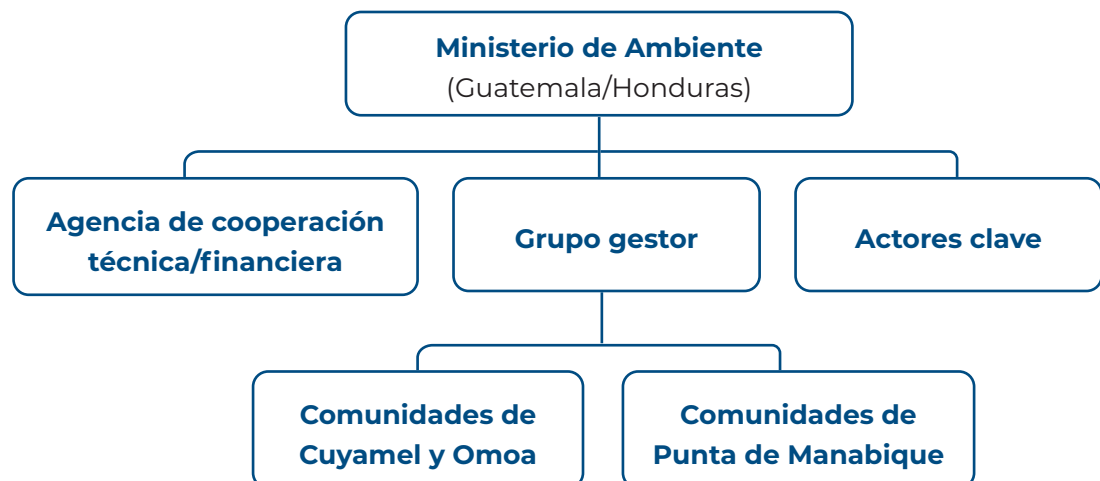 Ministerio de Ambiente
(Guatemala/Honduras)
Agencia de cooperación
técnica/financiera
Grupo gestor
Actores clave
Comunidades de
Cuyamel y Omoa
Comunidades de
Punta de Manabique